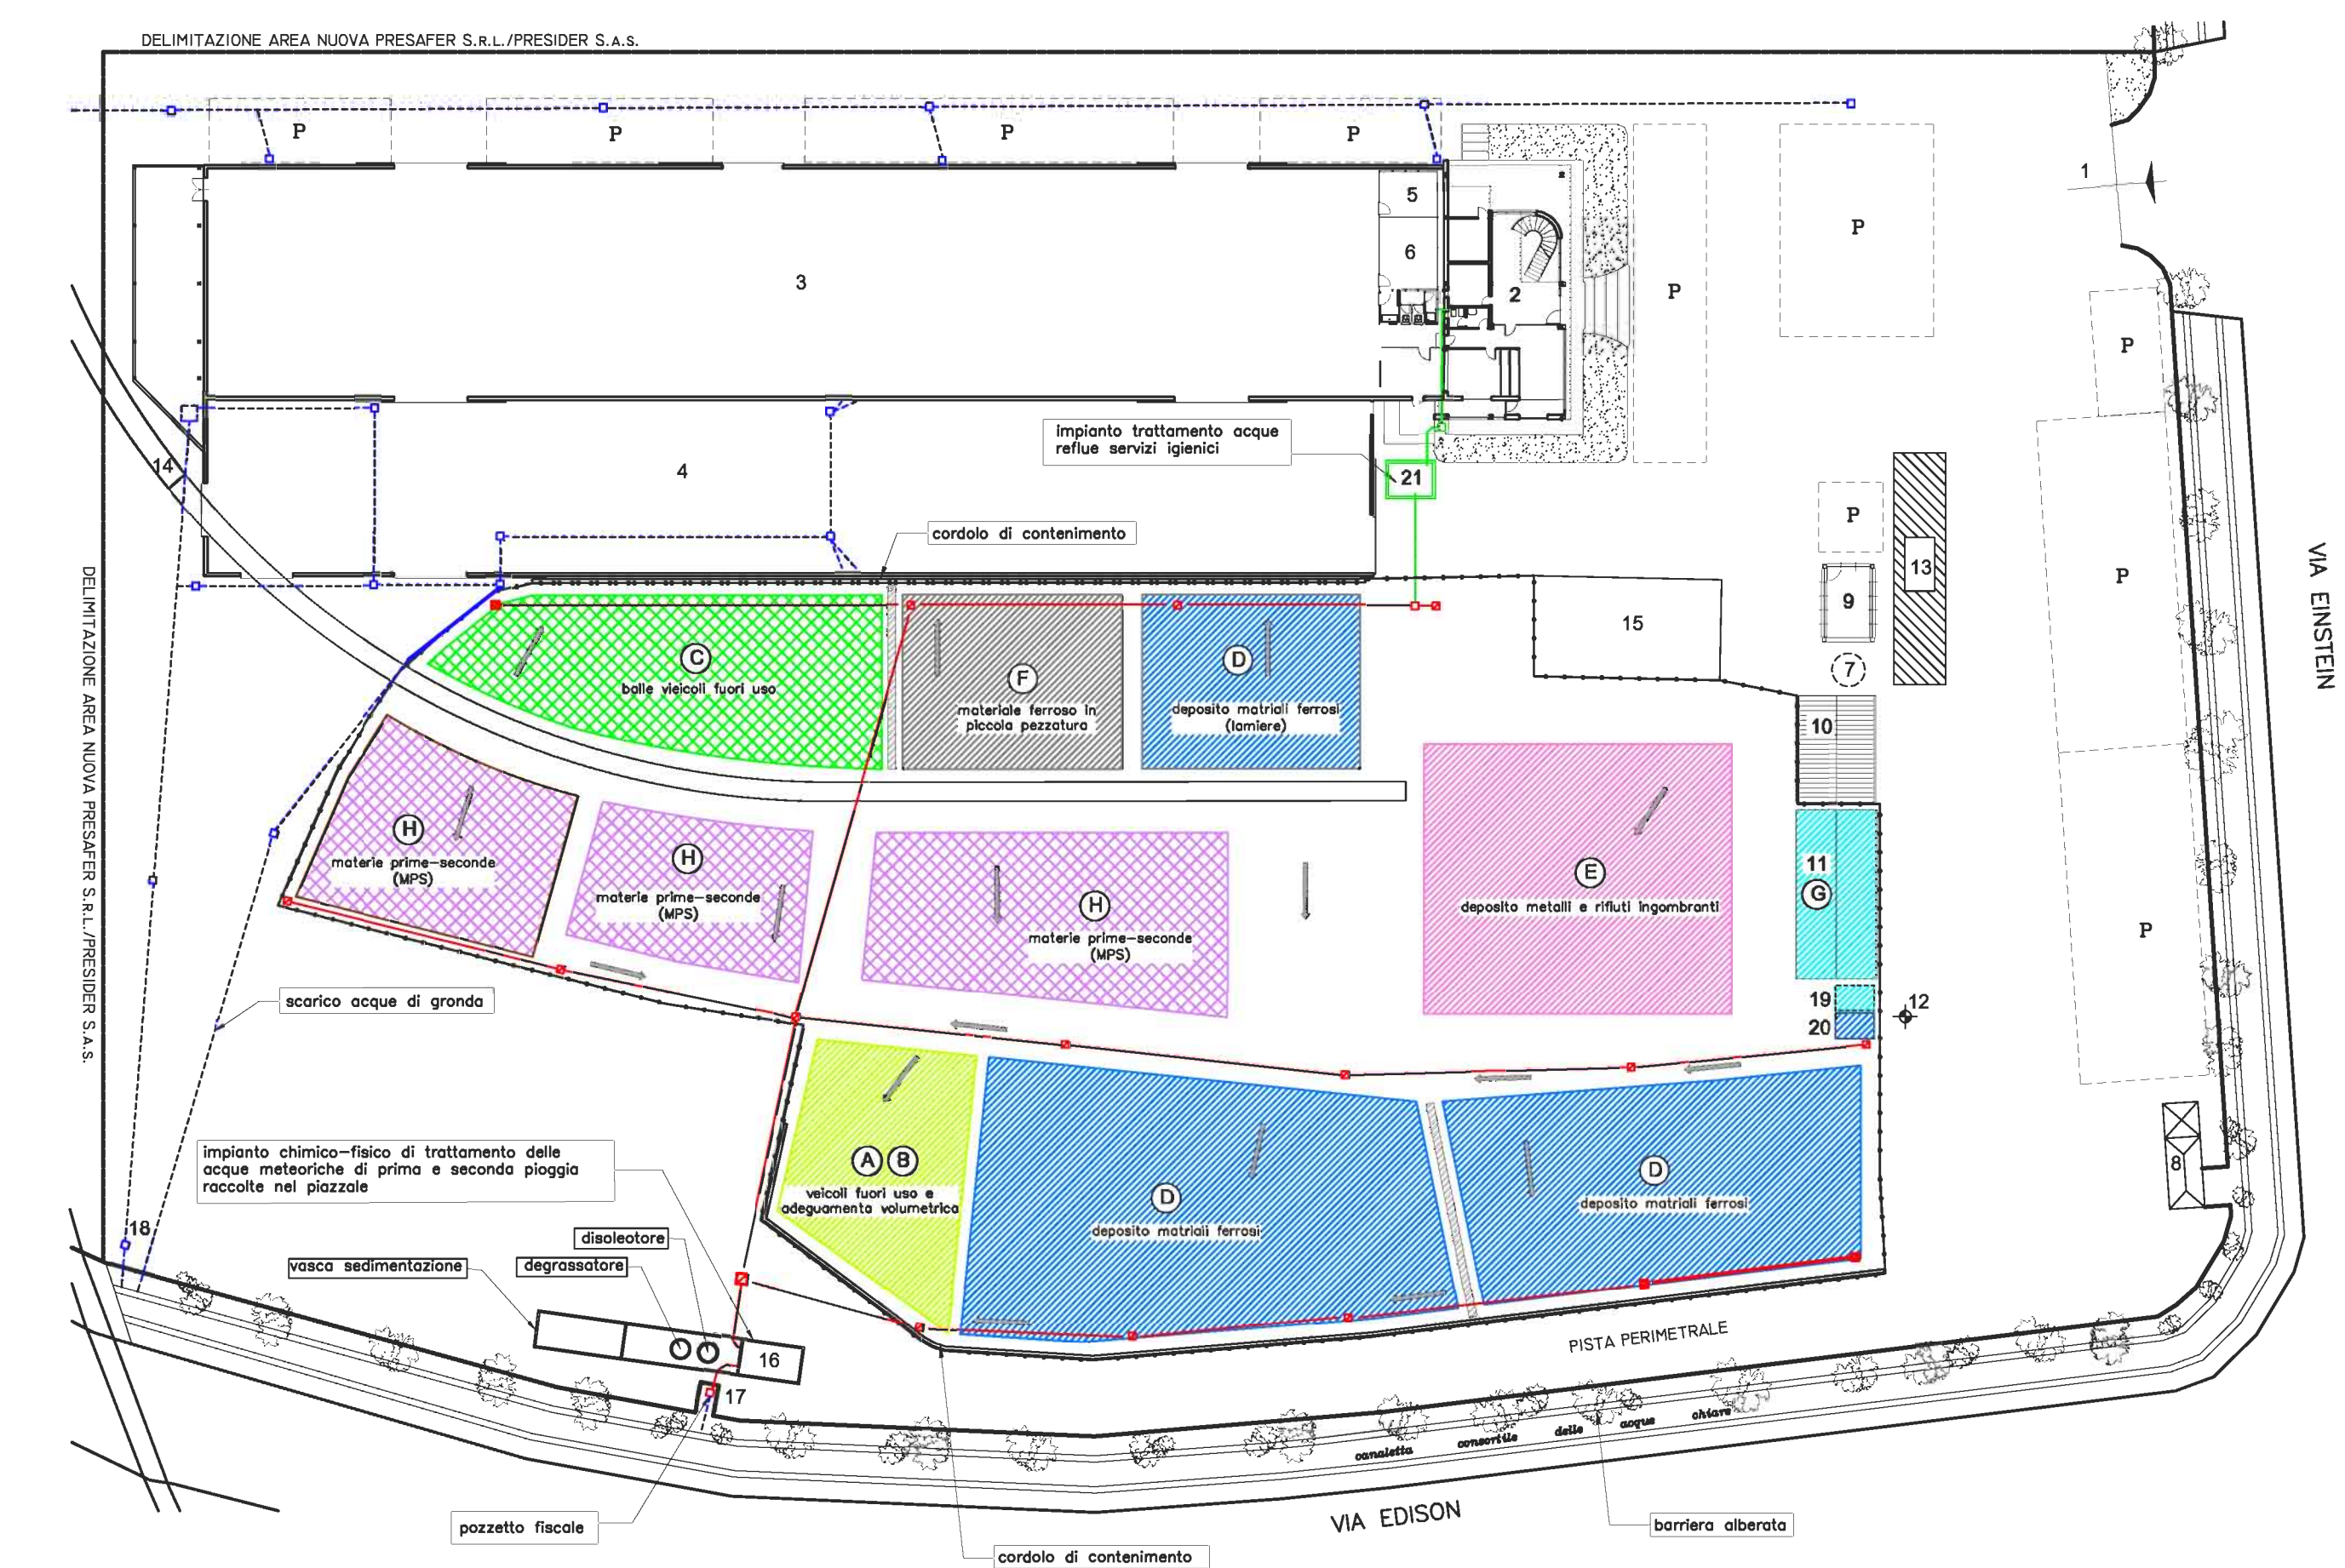 DELIMITAZIONE AREA NUOVA PRESAFER S.R.L./PRESIDER S.A.S.
P
P
P
P
1
5
P
P
6
3
2
P
impianto trattamento acque
reflue servizi igienici
14
4
21
P
13
cordolo di contenimento
P
9
15
VIA EINSTEIN
DELIMITAZIONE AREA NUOVA PRESAFER S.R.L./PRESIDER S.A.S.
C
balle vieicoli fuori uso
F
materiale ferroso in
piccola pezzatura
D
deposito matriali ferrosi
(lamiere)
7
10
H
materie prime-seconde
(MPS)
H
materie prime-seconde
(MPS)
H
materie prime-seconde
(MPS)
E
deposito metalli e rifiuti ingombranti
11
G
P
scarico acque di gronda
19
12
20
impianto chimico-fisico di trattamento delle
acque meteoriche di prima e seconda pioggia
raccolte nel piazzale
A B
veicoli fuori uso e
adeguamento volumetrica
D
deposito matriali ferrosi
D
deposito matriali ferrosi
8
18
disoleotore
degrassatore
vasca sedimentazione
16
17
PISTA PERIMETRALE
canaletta consortile delle acque chiare
pozzetto fiscale
VIA EDISON
barriera alberata
cordolo di contenimento